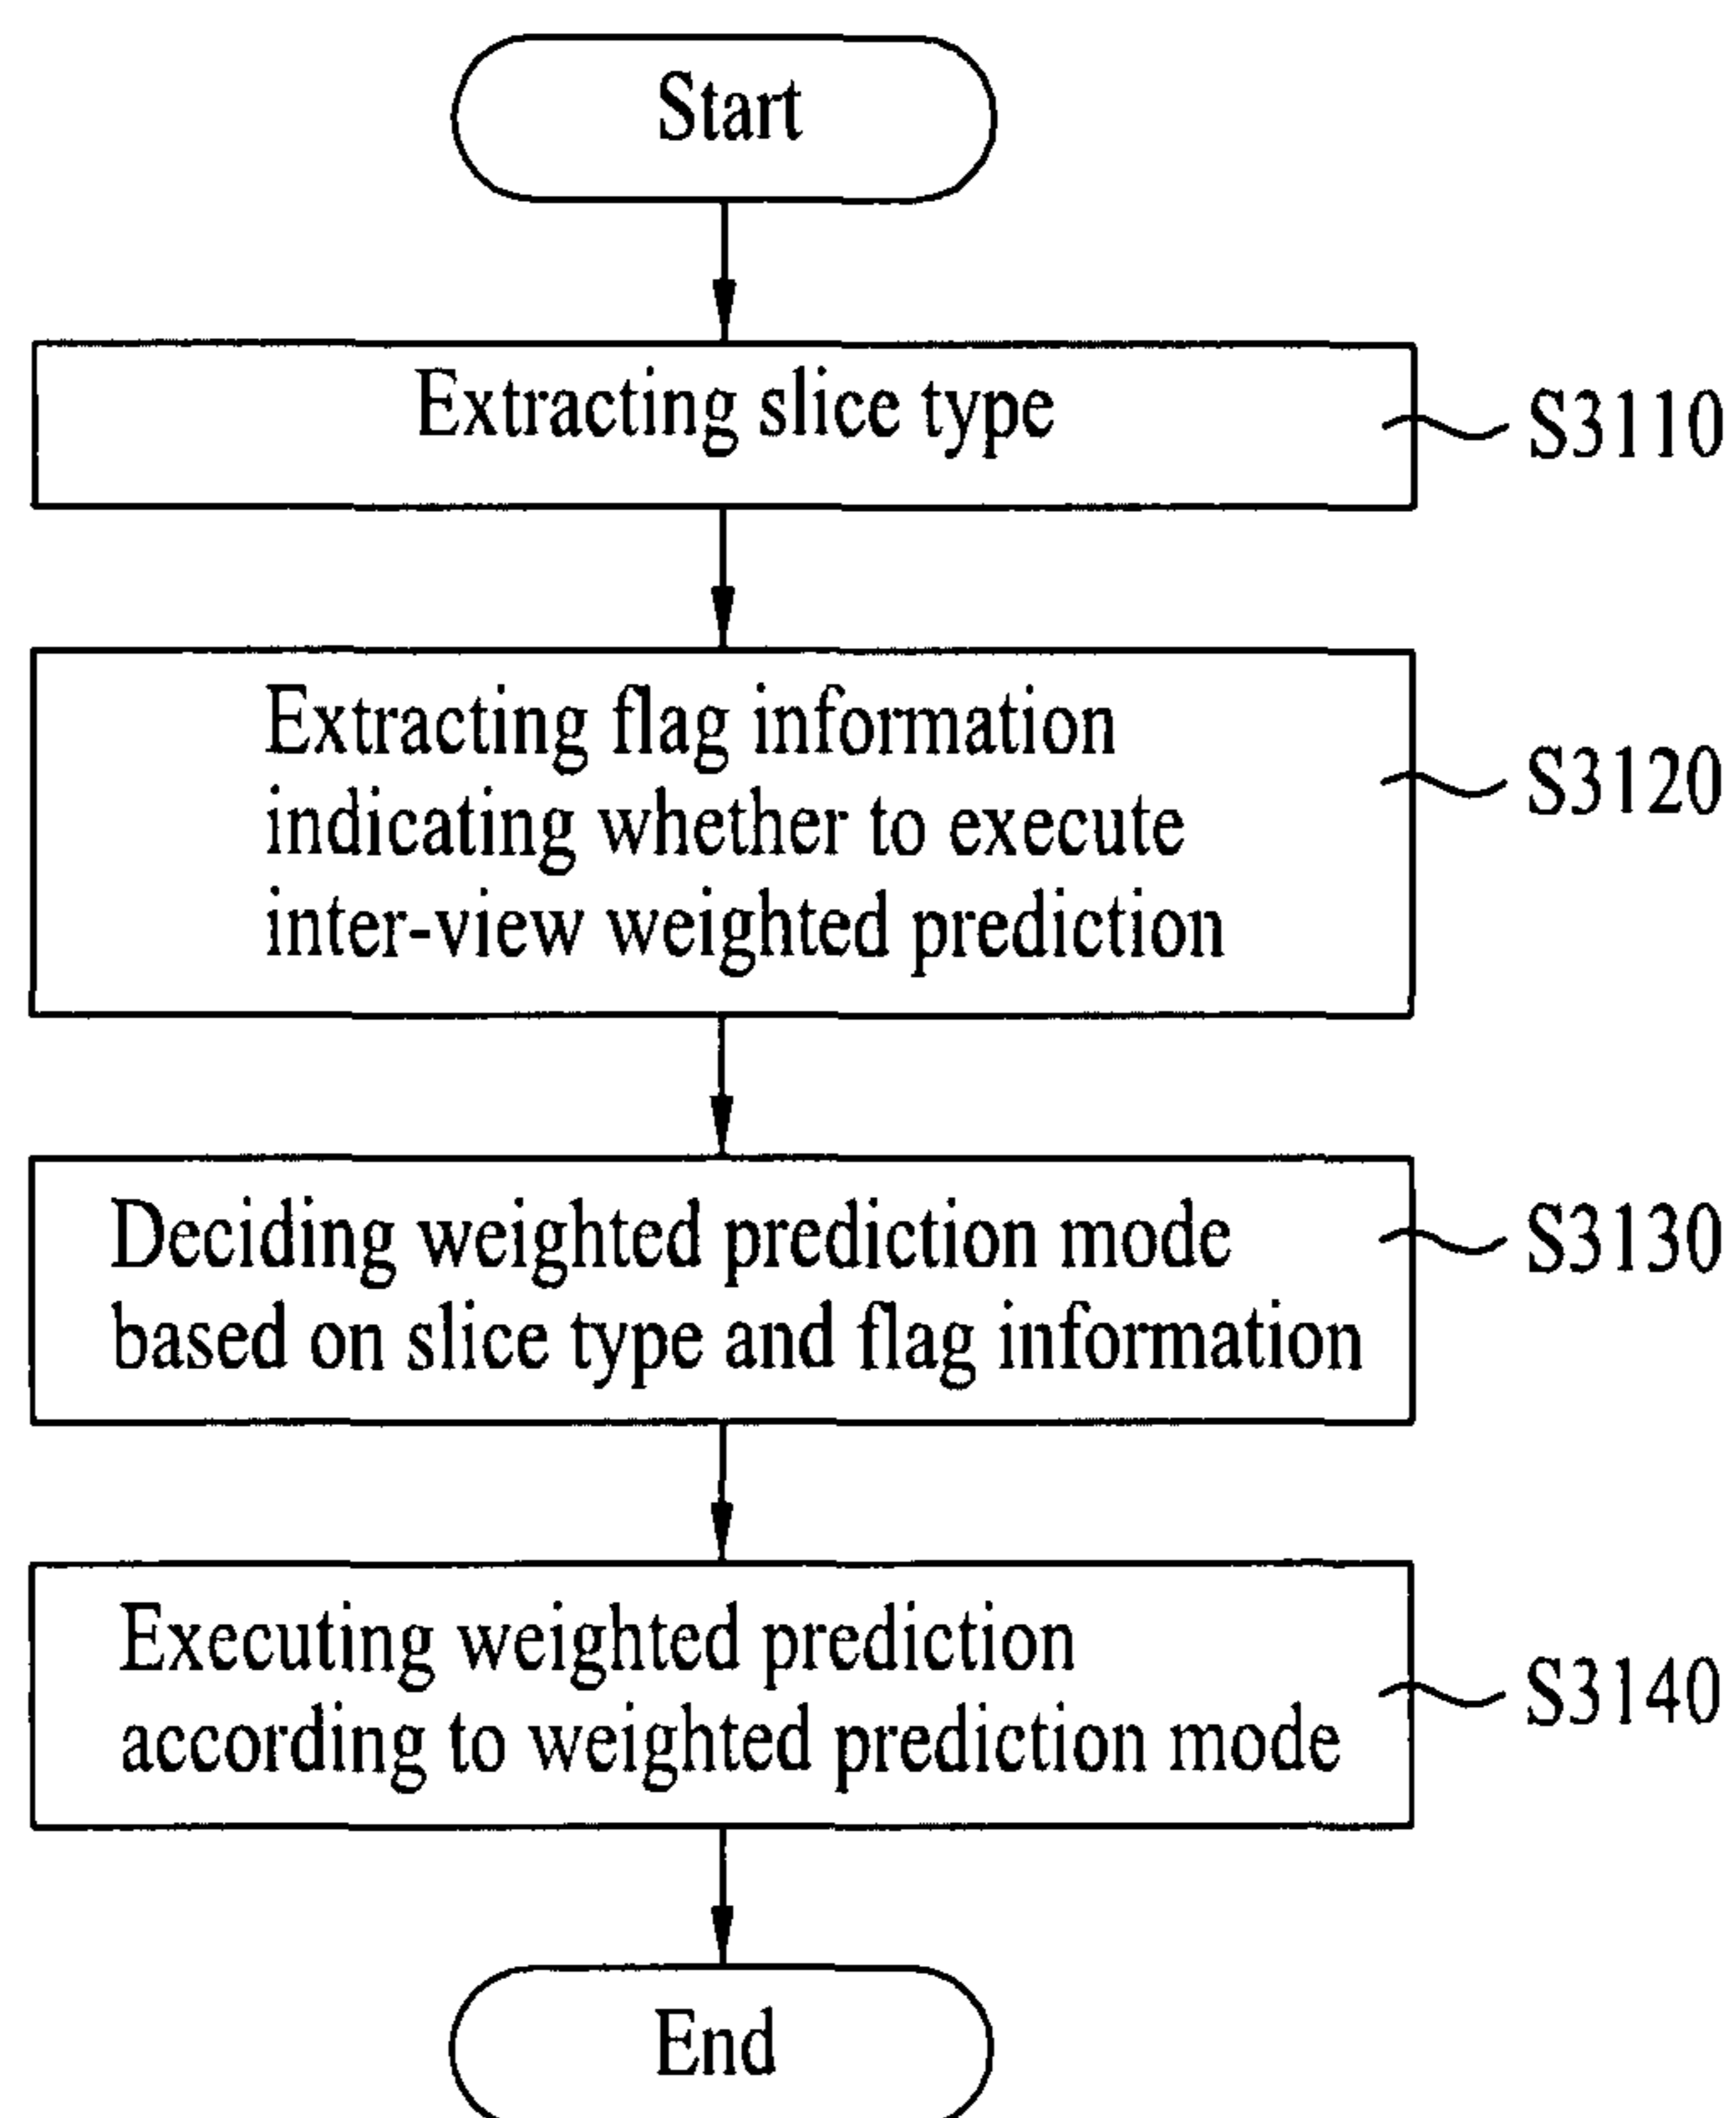 Start
Extracting slice type
S3110
Extracting flag information
indicating whether to execute
inter-view weighted prediction
S3120
Deciding weighted prediction mode
based on slice type and flag information
S3130
Executing weighted prediction
according to weighted prediction mode
S3140
End